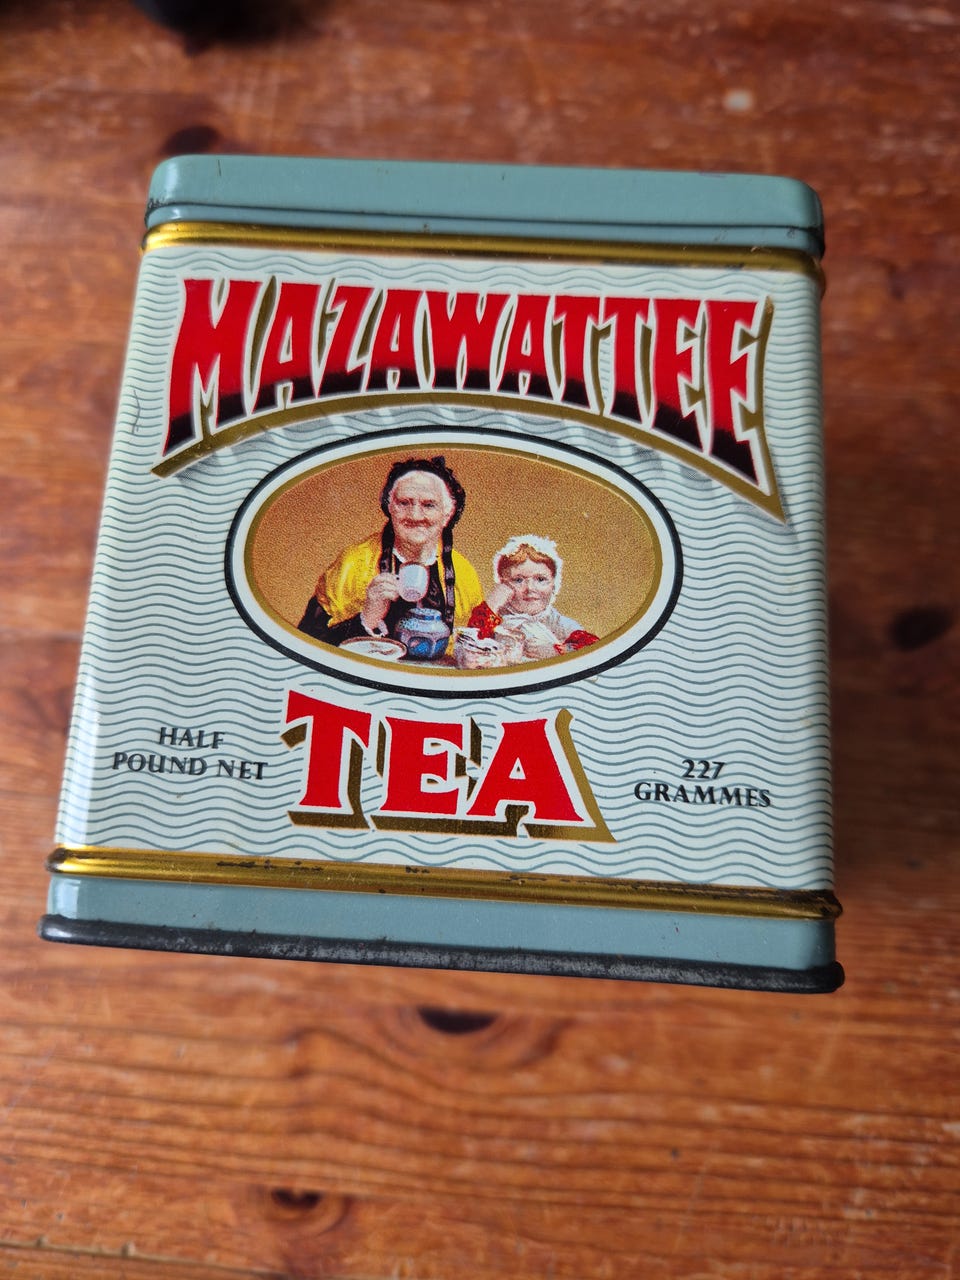 MAZAWATTEE
TEA
HALF
POUND NET
227
GRAMMES